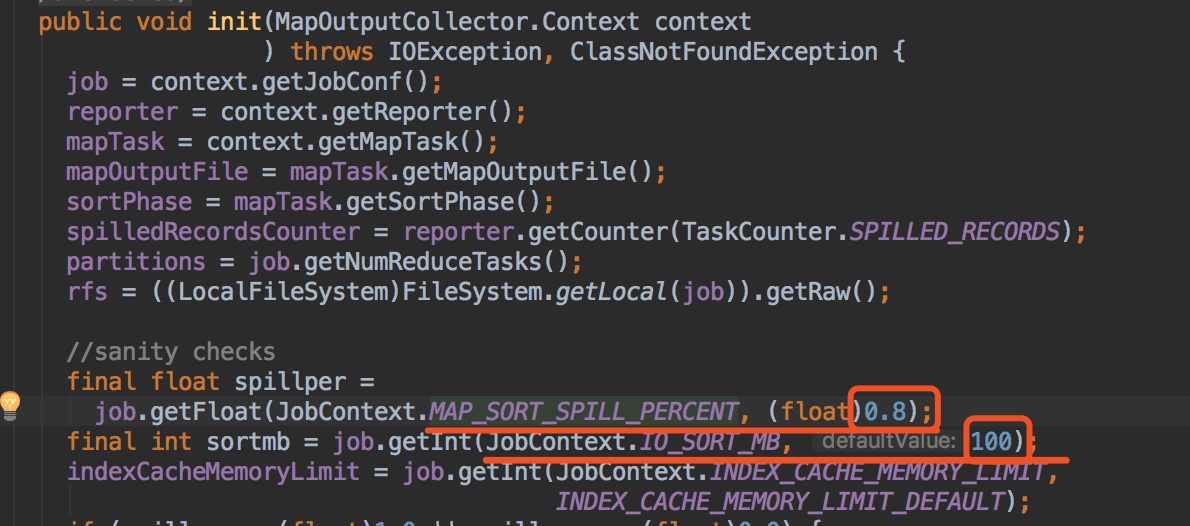 public void init(MapOutputCollector.Context context
) throws IOException, ClassNotFoundException {
job = context.getJobConf();
reporter = context.getReporter();
mapTask = context.getMapTask();
mapOutputFile = mapTask.getMapOutputFile();
sortPhase = mapTask.getSortPhase();
spilledRecordsCounter = reporter.getCounter(TaskCounter.SPILLED_RECORDS);
partitions = job.getNumReduceTasks();
rfs = ((LocalFileSystem)FileSystem.getLocal(job)).getRaw();
//sanity checks
final float spillper =
job.getFloat(JobContext.MAP_SORT_SPILL_PERCENT, (float)0.8);
final int sortmb = job.getInt(JobContext.IO_SORT_MB, defaultValue: 100);
indexCacheMemoryLimit = job.getInt(JobContext.INDEX_CACHE_MEMORY_LIMIT,
INDEX_CACHE_MEMORY_LIMIT_DEFAULT);